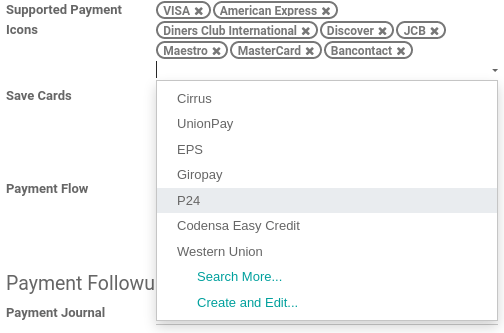 Supported Payment Icons
VISA ✖ American Express ✖
Diners Club International ✖ Discover ✖ JCB ✖
Maestro ✖ MasterCard ✖ Bancontact ✖
Save Cards
Cirrus
UnionPay
EPS
Giropay
Payment Flow
P24
Codensa Easy Credit
Western Union
Search More...
Payment Followu
Create and Edit...
Payment Journal